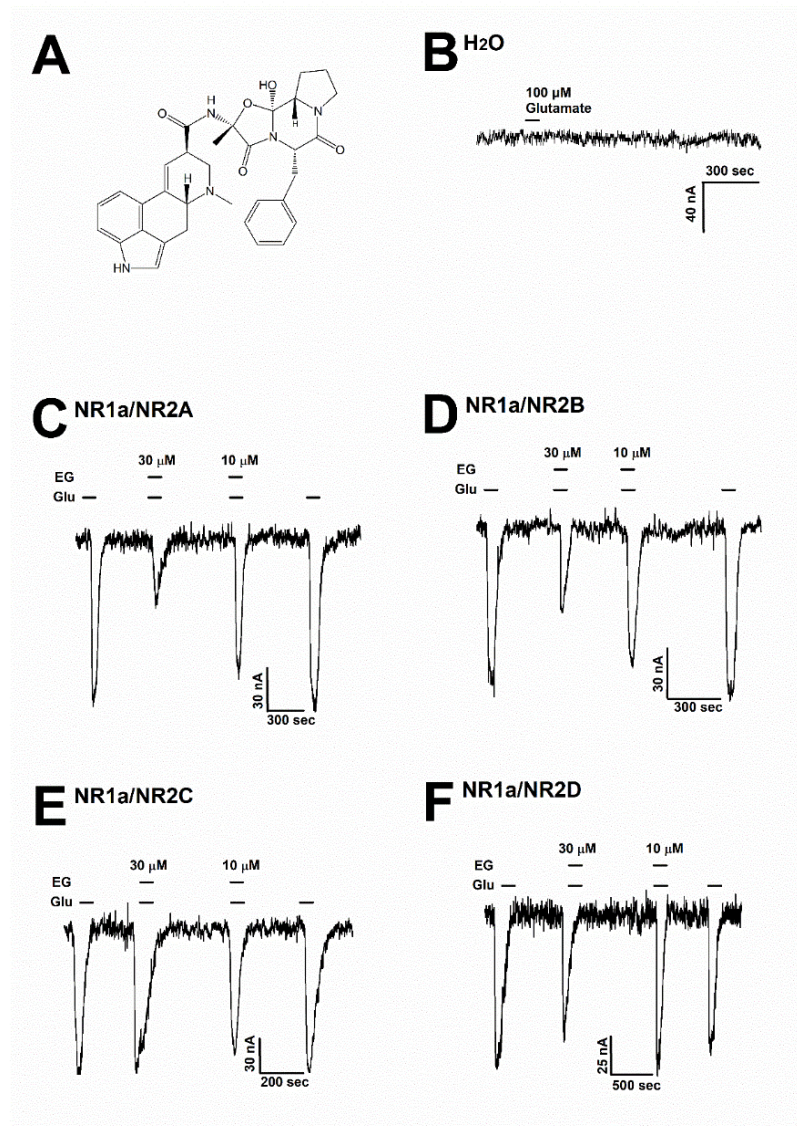 A
O
H
N
HO
O
N
H
N
O
O
H
N
HN
B H2O
100 µM
Glutamate
300 sec
40 nA
C NR1a/NR2A
30 µM 10 µM
EG
Glu
30 nA
300 sec
D NR1a/NR2B
30 µM 10 µM
EG
Glu
30 nA
300 sec
E NR1a/NR2C
30 µM 10 µM
EG
Glu
30 nA
200 sec
F NR1a/NR2D
30 µM 10 µM
EG
Glu
25 nA
500 sec